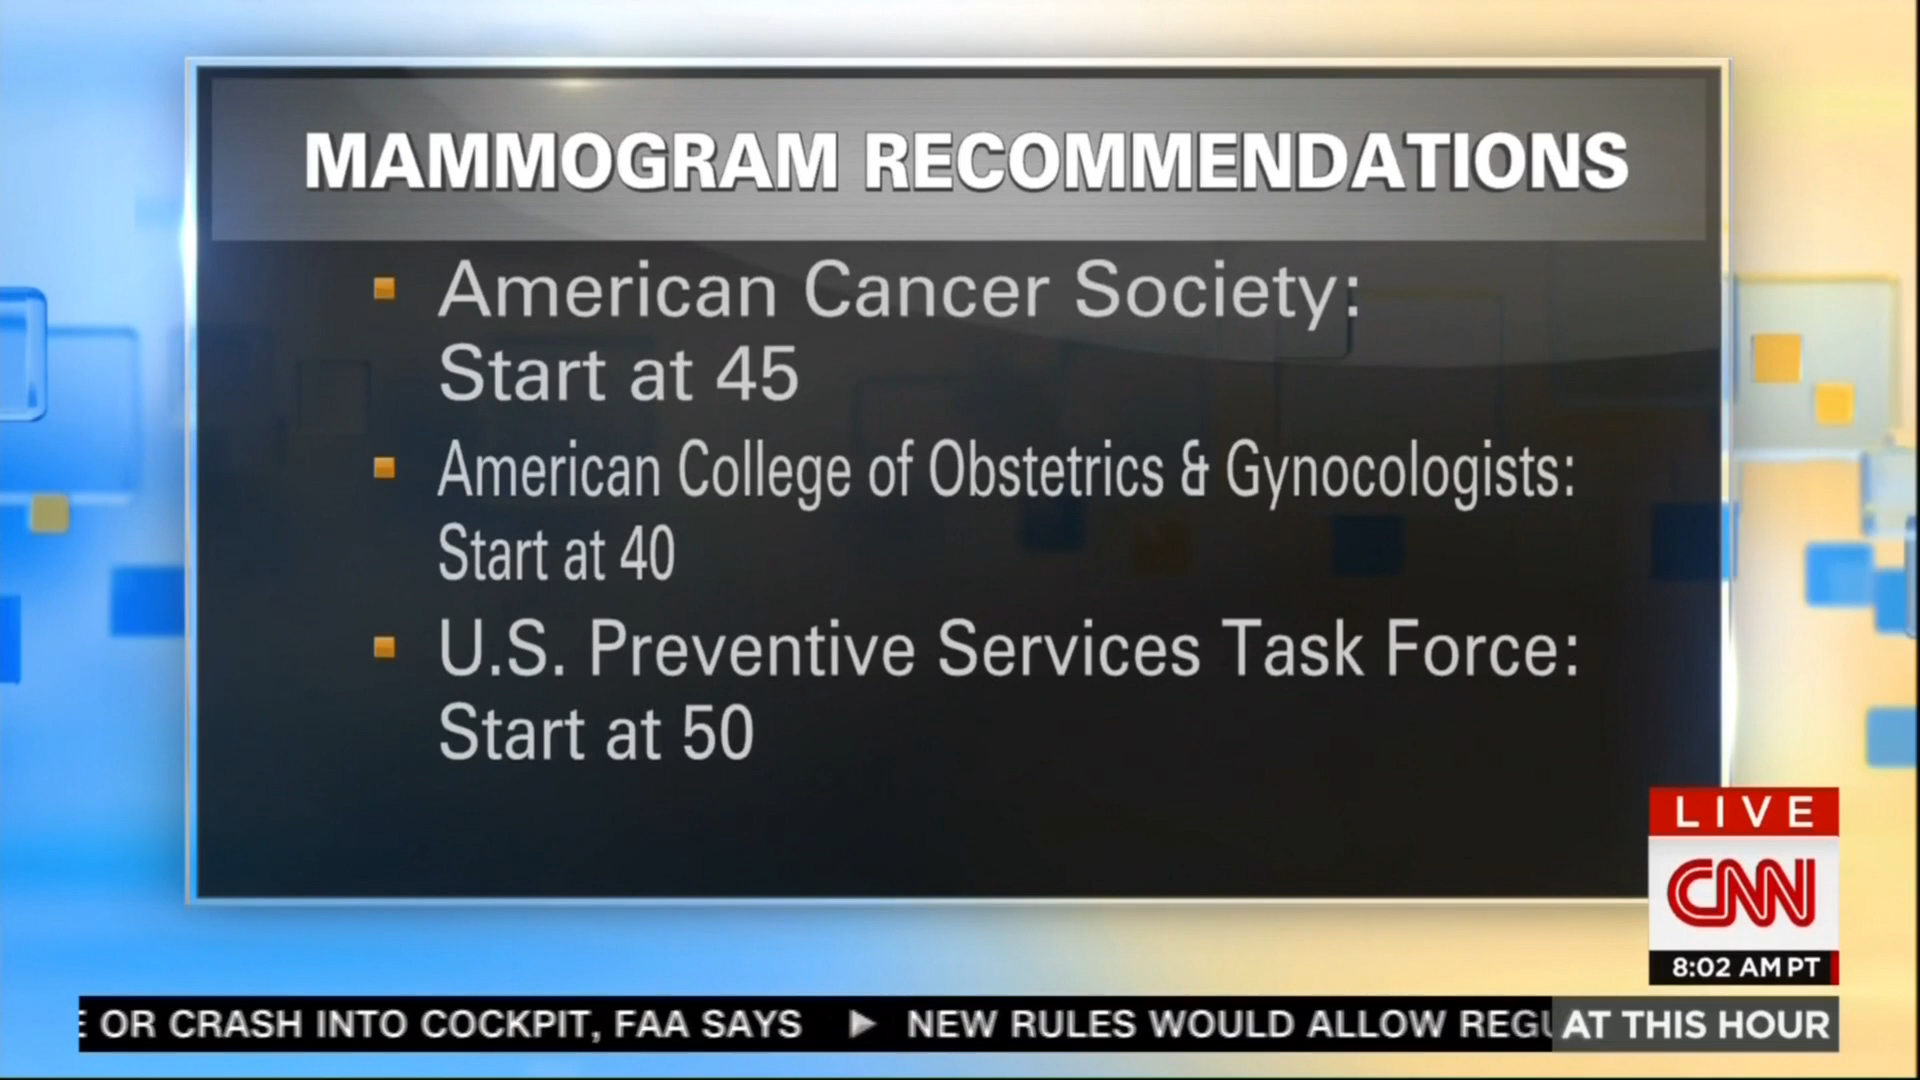 MAMMOGRAM RECOMMENDATIONS
American Cancer Society:
Start at 45
American College of Obstetrics & Gynocologists:
Start at 40
U.S. Preventive Services Task Force:
Start at 50
LIVE
CNN
8:02 AM PT
OR CRASH INTO COCKPIT, FAA SAYS ▶ NEW RULES WOULD ALLOW
AT THIS HOUR